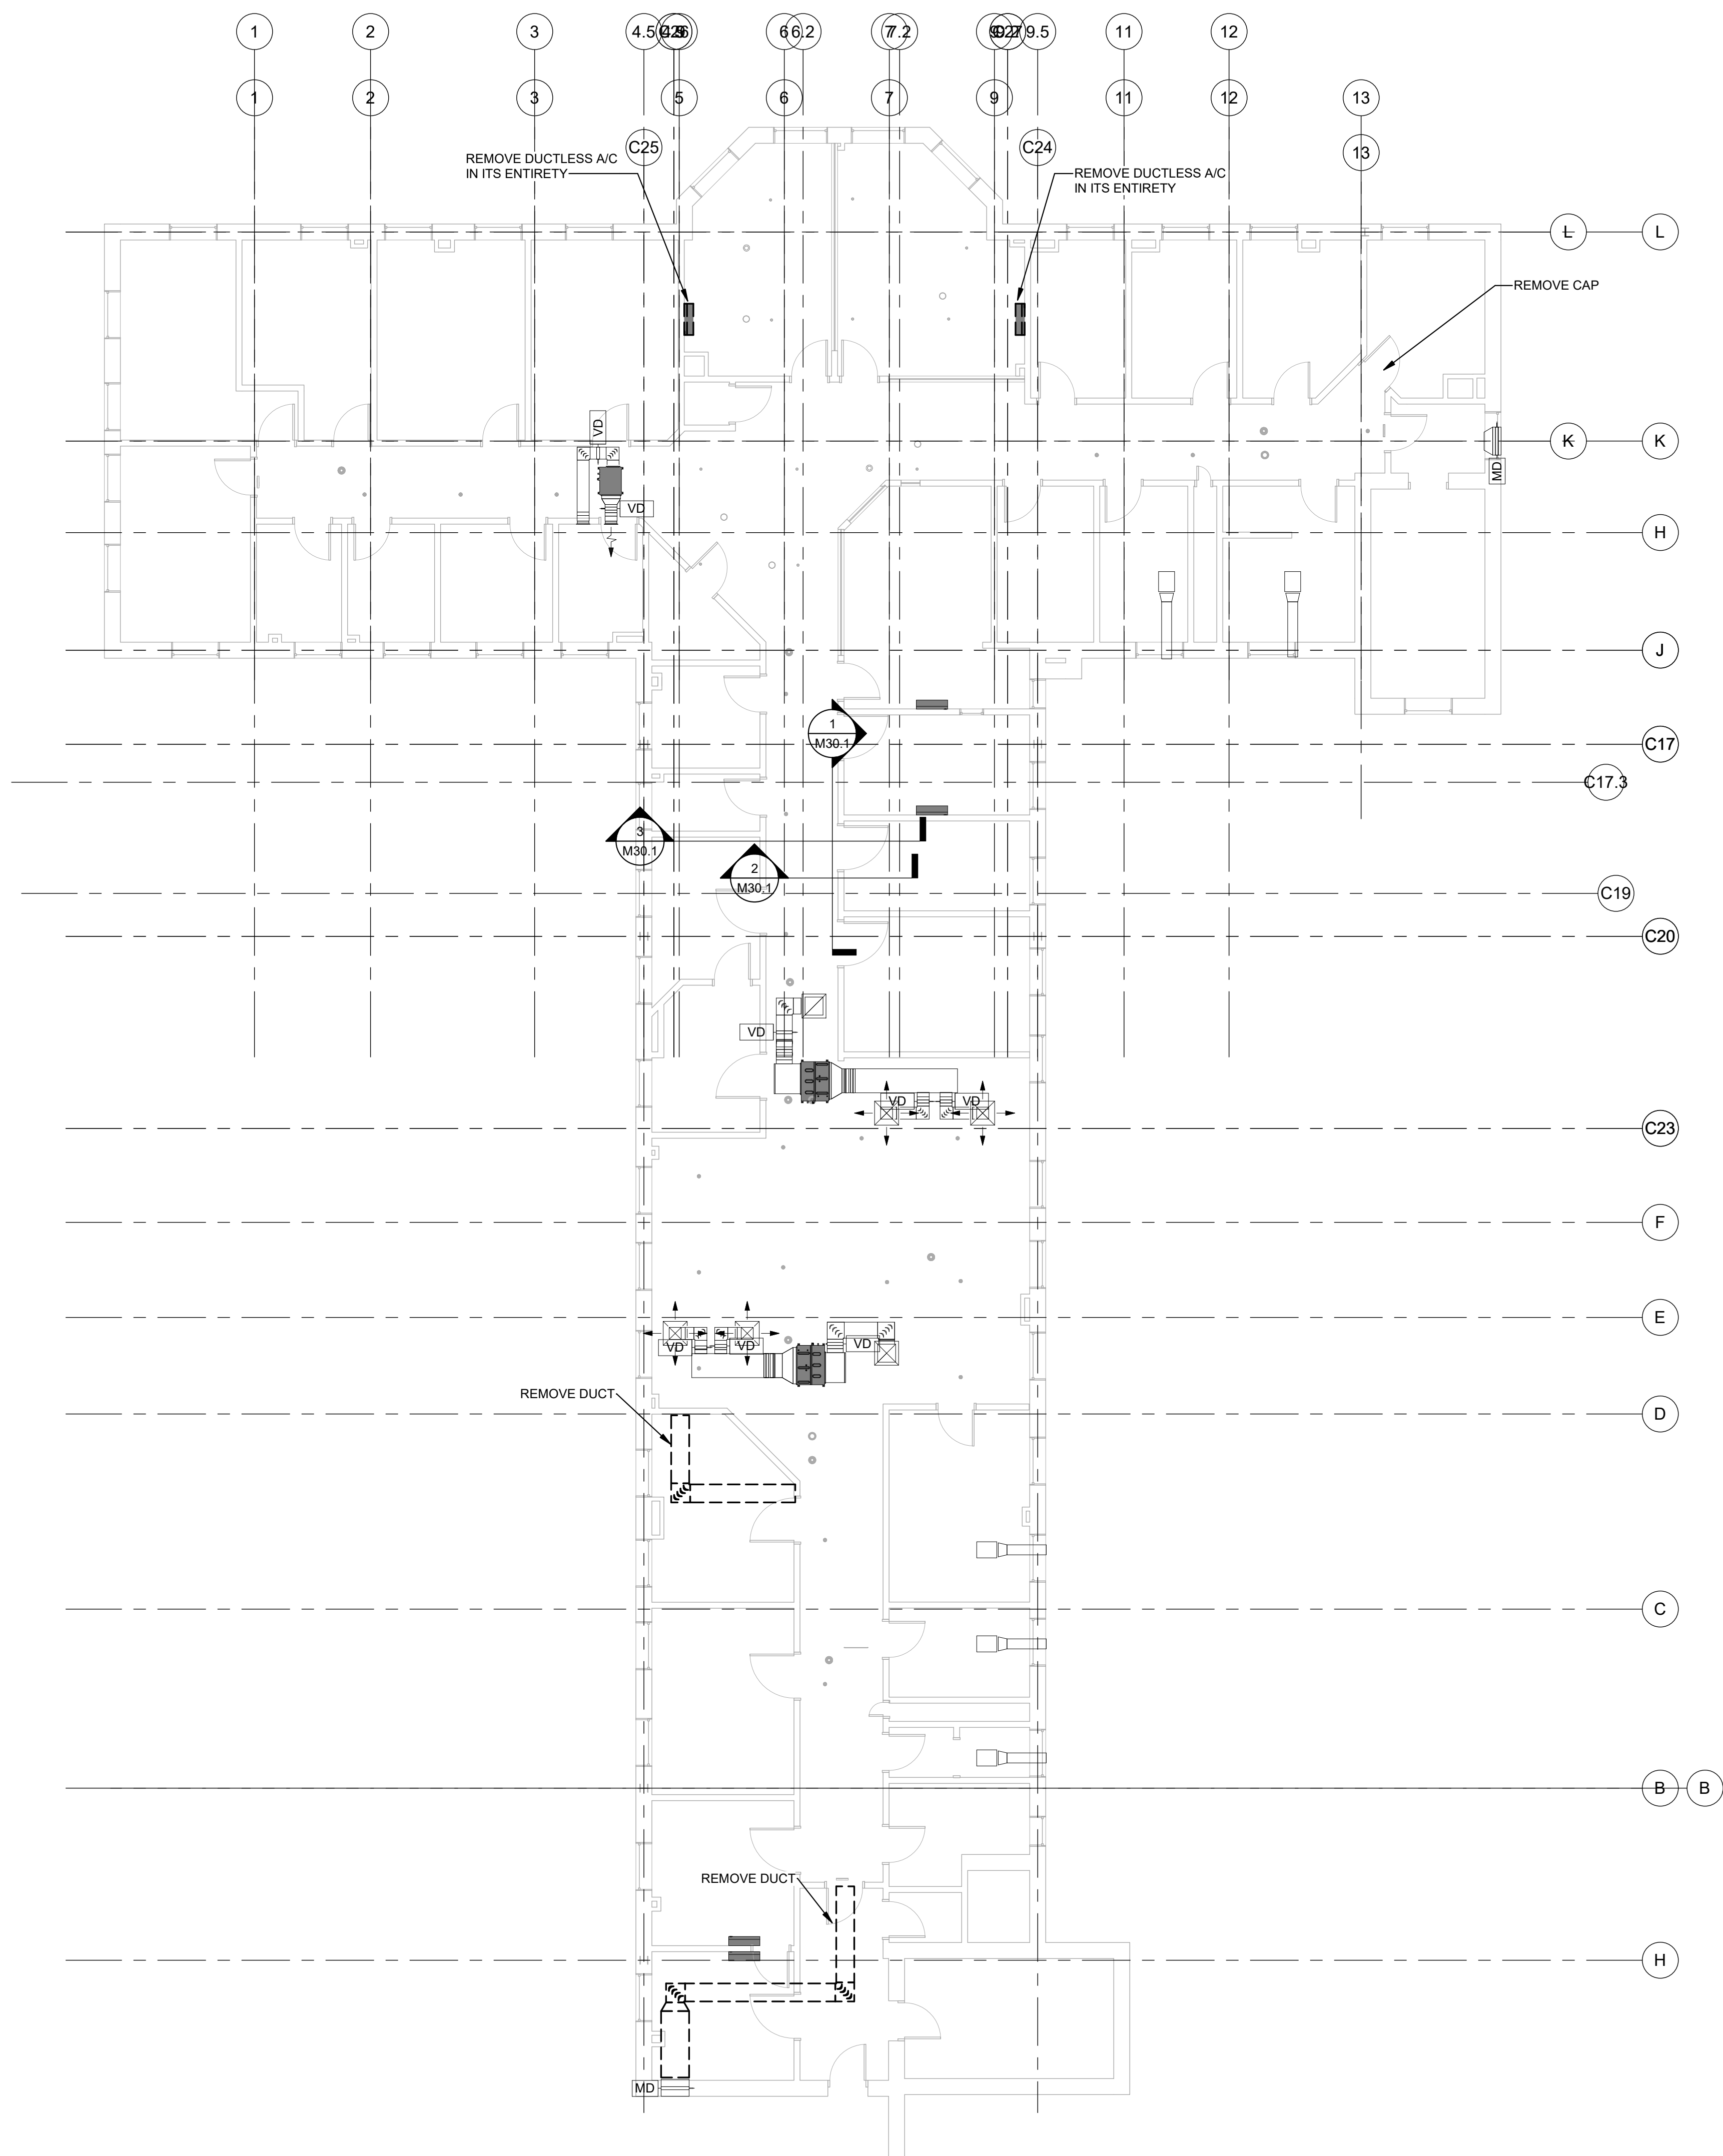 1
2
3
4.5
6
6.2
7
7.2
9.5
11
12
1
2
3
5
6
7
9
11
12
13
C25
C24
13
REMOVE DUCTLESS A/C
IN ITS ENTIRETY
REMOVE DUCTLESS A/C
IN ITS ENTIRETY
L
L
REMOVE CAP
VD
K
K
MD
VD
H
J
1
M30.1
C17
C17.3
3
M30.1
2
M30.1
C19
C20
VD
VD
VD
C23
F
E
VD
VD
VD
REMOVE DUCT
D
C
B
B
REMOVE DUCT
H
MD